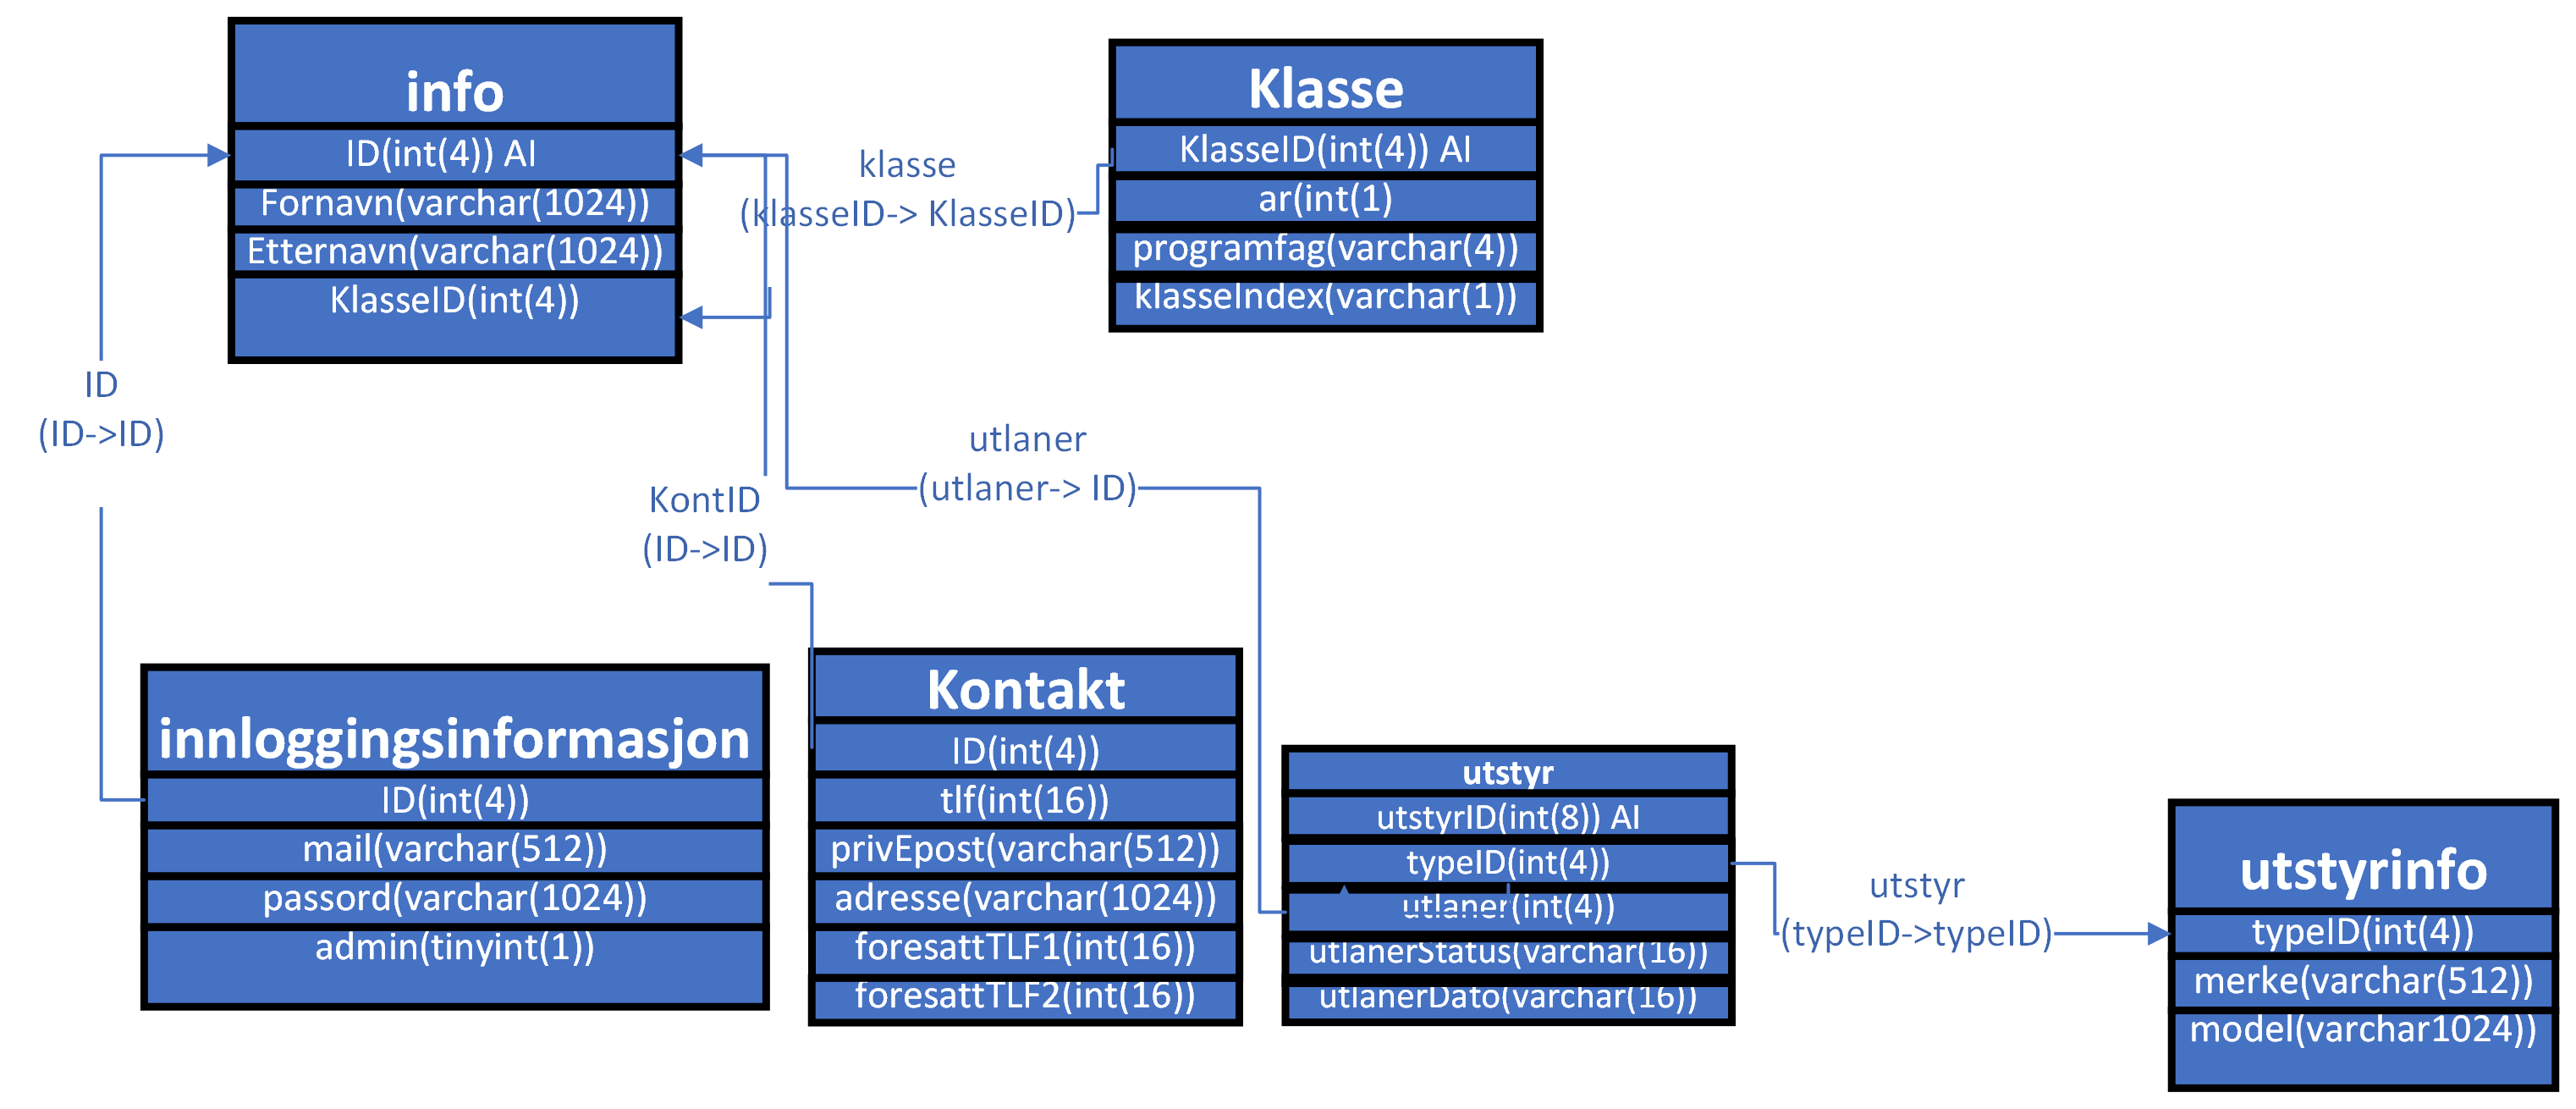 info
ID(int(4)) AI
Fornavn(varchar(1024))
Etternavn(varchar(1024))
KlasseID(int(4))
klasse
(klasseID-> KlasseID)
Klasse
KlasseID(int(4)) AI
ar(int(1)
programfag(varchar(4))
klasseIndex(varchar(1))
ID
(ID->ID)
KontID
(ID->ID)
utlaner
(utlaner-> ID)
innloggingsinformasjon
ID(int(4))
mail(varchar(512))
passord(varchar(1024))
admin(tinyint(1))
Kontakt
ID(int(4))
tlf(int(16))
privEpost(varchar(512))
adresse(varchar(1024))
foresattTLF1(int(16))
foresattTLF2(int(16))
utstyr
utstyrID(int(8)) AI
typeID(int(4))
utlaner(int(4))
utlanerStatus(varchar(16))
utlanerDato(varchar(16))
utstyr
(typeID->typeID)
utstyrinfo
typeID(int(4))
merke(varchar(512))
model(varchar1024))